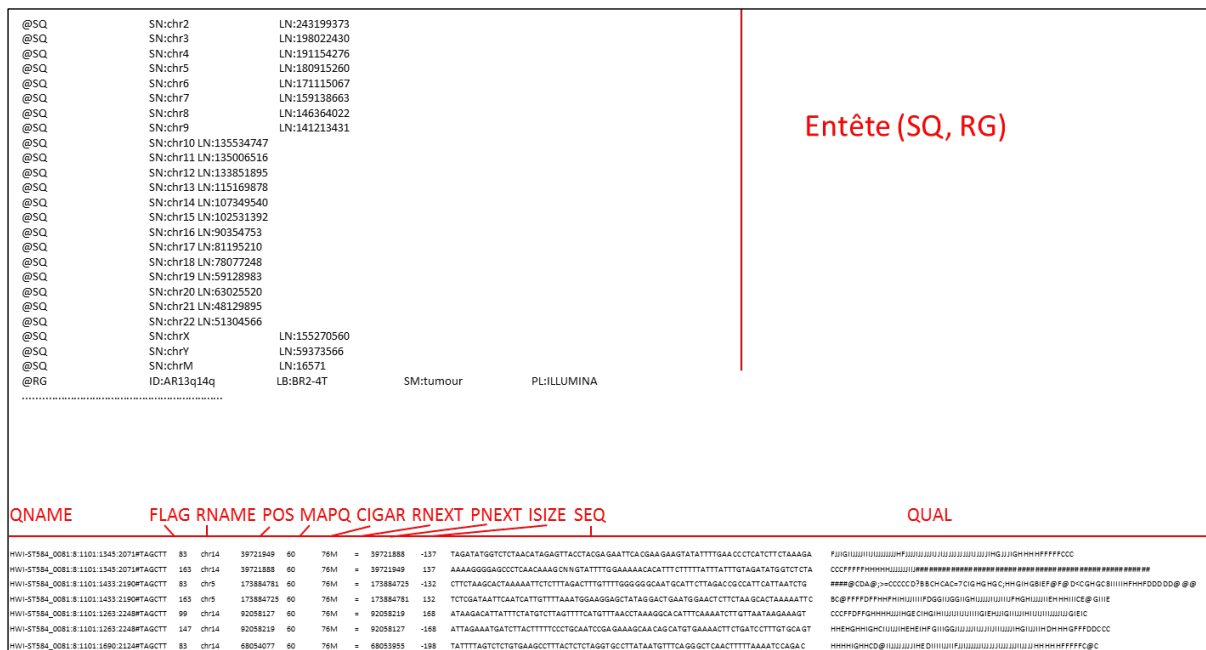 @SQ SN:chr2 LN:243199373
@SQ SN:chr3 LN:198022430
@SQ SN:chr4 LN:191154276
@SQ SN:chr5 LN:180915260
@SQ SN:chr6 LN:171115067
@SQ SN:chr7 LN:159138663
@SQ SN:chr8 LN:146364022
@SQ SN:chr9 LN:141213431
@SQ SN:chr10 LN:135534747
@SQ SN:chr11 LN:135006516
@SQ SN:chr12 LN:133851895
@SQ SN:chr13 LN:115169878
@SQ SN:chr14 LN:107349540
@SQ SN:chr15 LN:102531392
@SQ SN:chr16 LN:90354753
@SQ SN:chr17 LN:81195210
@SQ SN:chr18 LN:78077248
@SQ SN:chr19 LN:59128983
@SQ SN:chr20 LN:63025520
@SQ SN:chr21 LN:48129895
@SQ SN:chr22 LN:51304566
@SQ SN:chrX LN:155270560
@SQ SN:chrY LN:59373566
@SQ SN:chrM LN:16571
@RG ID:AR13q14q LB:BR2-4T SM:tumour PL:ILLUMINA
Entête (SQ, RG)
QNAME FLAG RNAME POS MAPQ CIGAR RNEXT PNEXT ISIZE SEQ QUAL
HWI-ST584_0081:8:1101:1345:2071#TAGCTT 83 chr14 39721949 60 76M = 39721888 -137 TAGATATGGTCTCTAACATAGAGTTACCTACGAGAATTCACGAAGAAGTATATTTTGAACCCTCATCTTCTAAAGA
HWI-ST584_0081:8:1101:1345:2071#TAGCTT 163 chr14 39721888 60 76M = 39721949 137 AAAAGGGGAGCCCTCAACAAAGCNNGTATTTTGGAAAAACACATTTCTTTTTATTTATTTGTAGATATGGTCTCTA
HWI-ST584_0081:8:1101:1433:2190#TAGCTT 83 chr5 173884781 60 76M = 173884725 -132 CTTCTAAGCACTAAAAATTCTCTTTAGACTTTGTTTTGGGGGGCAATGCATTCTTAGACCGCCATTCATTAATCTG
HWI-ST584_0081:8:1101:1433:2190#TAGCTT 163 chr5 173884725 60 76M = 173884781 132 TCTCGATAATTCAATCATTGTTTTAAATGGAAGGAGCTATAGGACTGAATGGAACTCTTCTAAGCACTAAAAATTC
HWI-ST584_0081:8:1101:1263:2248#TAGCTT 99 chr14 92058127 60 76M = 92058219 168 ATAAGACATTATTTCTATGTCTTAGTTTTCATGTTTAACCTAAAGGCACATTTCAAAATCTTGTTAATAAGAAAGT
HWI-ST584_0081:8:1101:1263:2248#TAGCTT 147 chr14 92058219 60 76M = 92058127 -168 ATTAGAAATGATCTTACTTTTTCCCTGCAATCCGAGAAAGCAACAGCATGTGAAAACTTCTGATCCTTTGTGCAGT
HWI-ST584_0081:8:1101:1690:2124#TAGCTT 83 chr14 68054077 60 76M = 68053955 -198 TATTTTAGTCTCTGTGAAGCCTTTACTCTCTAGGTGCCTTATAATGTTTCAGGGCTCAACTTTTTAAAATCCAGAC